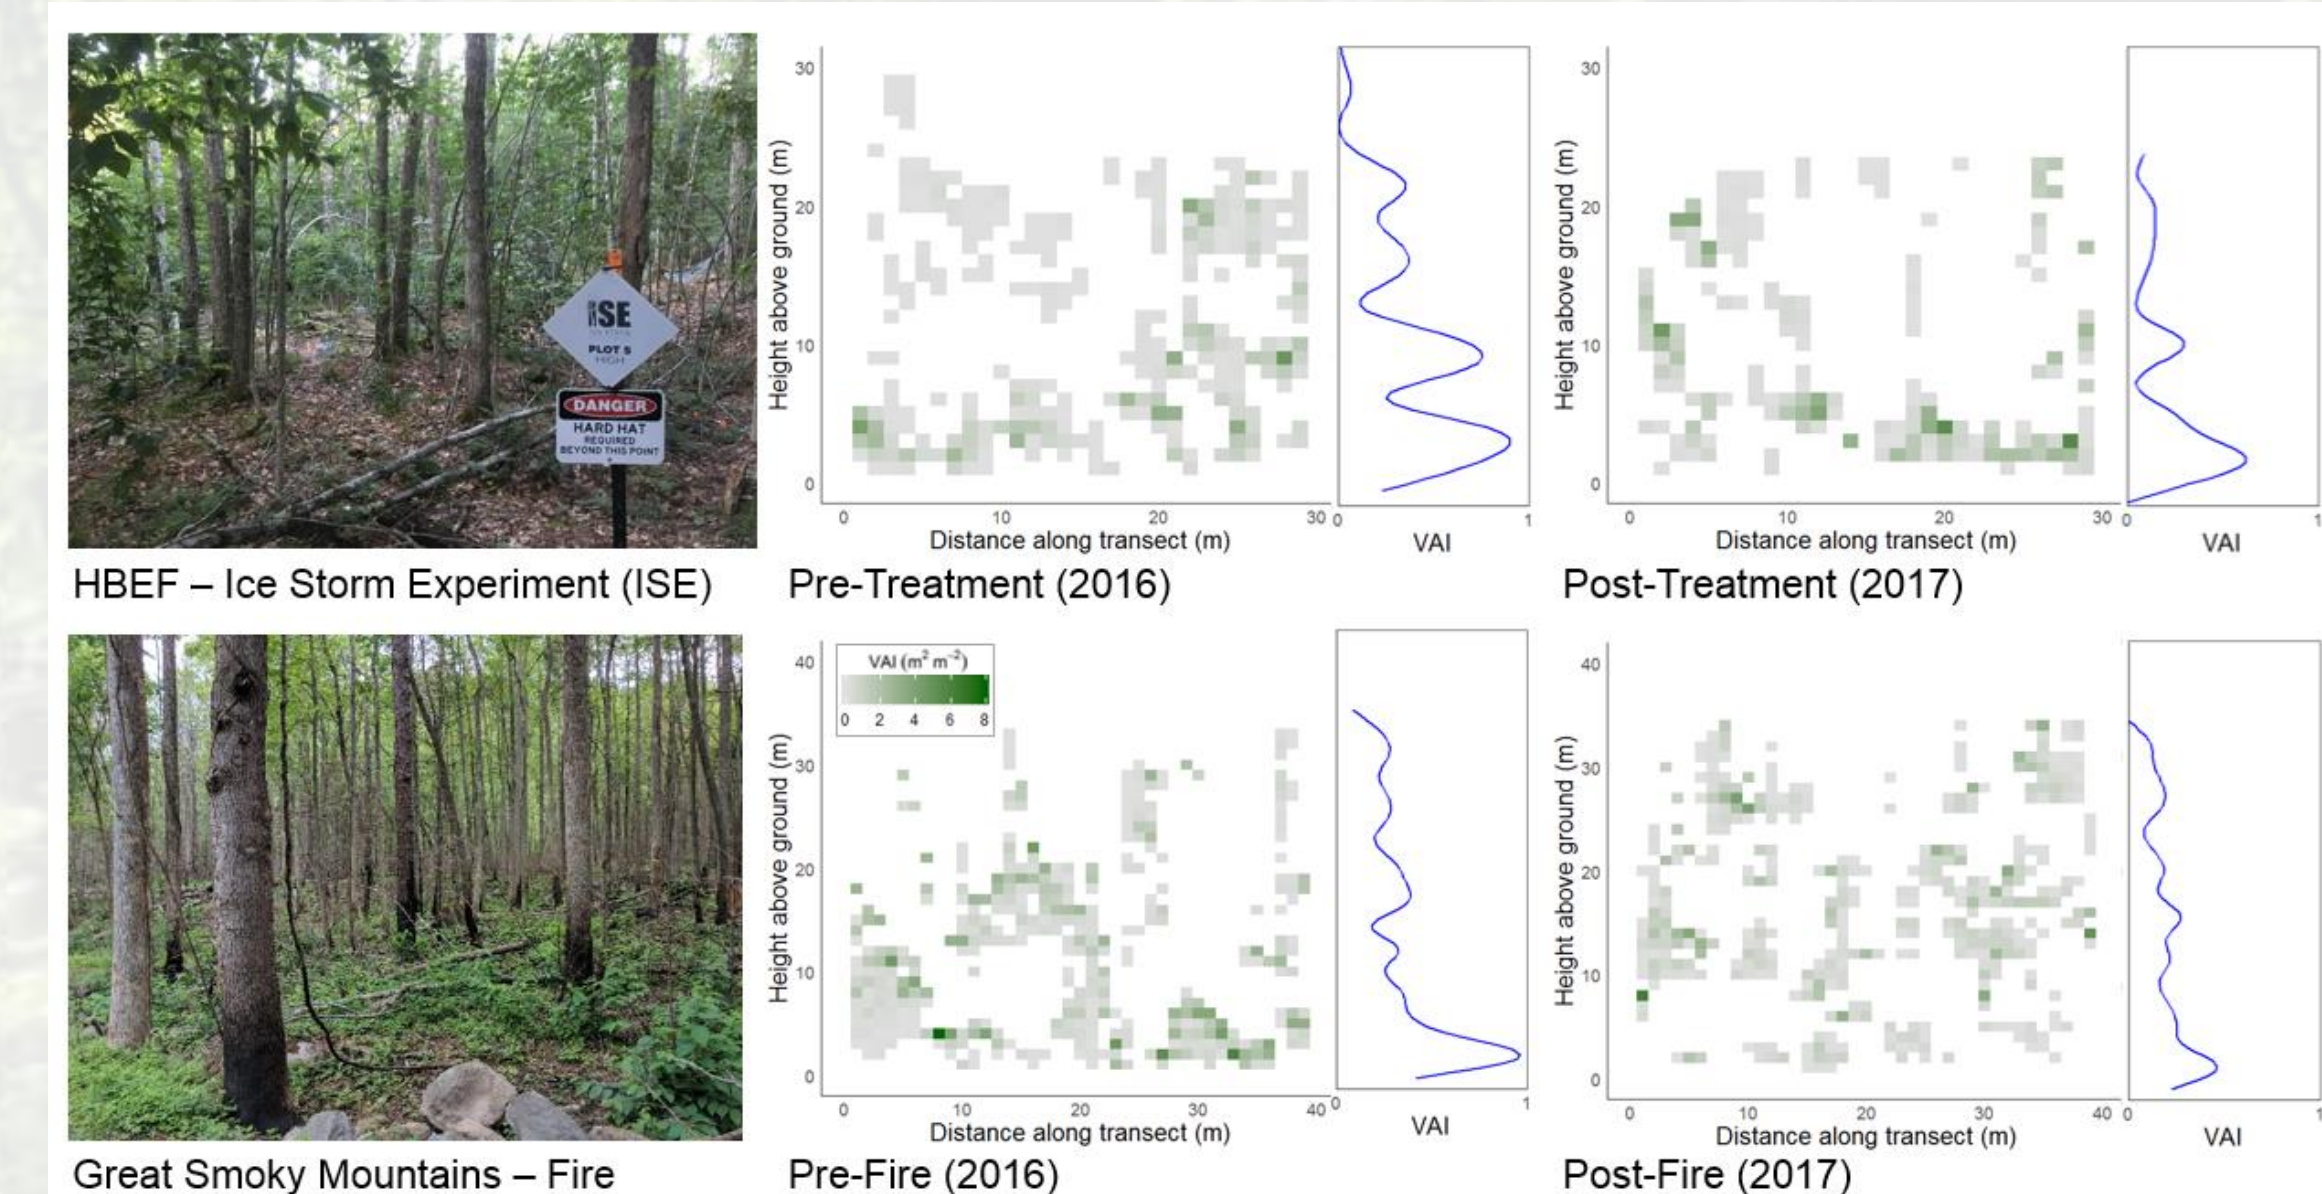 ISE
PLOT 5
HIGH
DANGER
HARD HAT
REQUIRED
BEYOND THIS POINT
HBEF – Ice Storm Experiment (ISE)
Height above ground (m)
30
20
10
0
0 10 20 30
Distance along transect (m)
0 1
VAI
Pre-Treatment (2016)
Height above ground (m)
30
20
10
0
0 10 20 30
Distance along transect (m)
0 1
VAI
Post-Treatment (2017)
Great Smoky Mountains – Fire
VAI (m² m⁻²)
0 2 4 6 8
Height above ground (m)
40
30
20
10
0
0 10 20 30 40
Distance along transect (m)
0 1
VAI
Pre-Fire (2016)
Height above ground (m)
40
30
20
10
0
0 10 20 30 40
Distance along transect (m)
0 1
VAI
Post-Fire (2017)